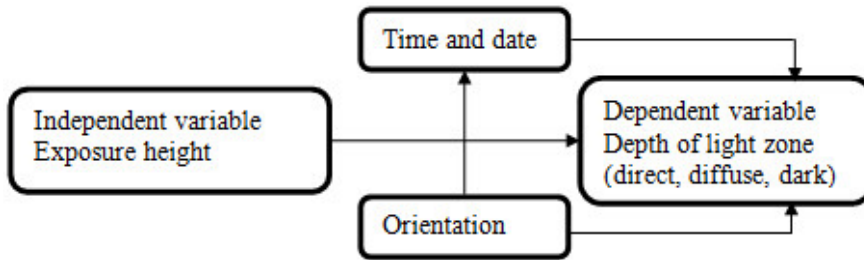 Time and date
Independent variable
Exposure height
Dependent variable
Depth of light zone
(direct, diffuse, dark)
Orientation